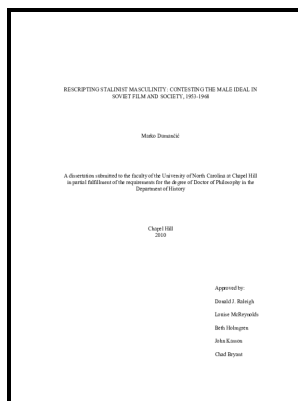 RESCRIPTING STALINIST MASCULINITY: CONTESTING THE MALE IDEAL IN
SOVIET FILM AND SOCIETY, 1953-1968
Marko Dumančić
A dissertation submitted to the faculty of the University of North Carolina at Chapel Hill
in partial fulfillment of the requirements for the degree of Doctor of Philosophy in the
Department of History
Chapel Hill
2010
Approved by:
Donald J. Raleigh
Louise McReynolds
Beth Holmgren
John Kasson
Chad Bryant